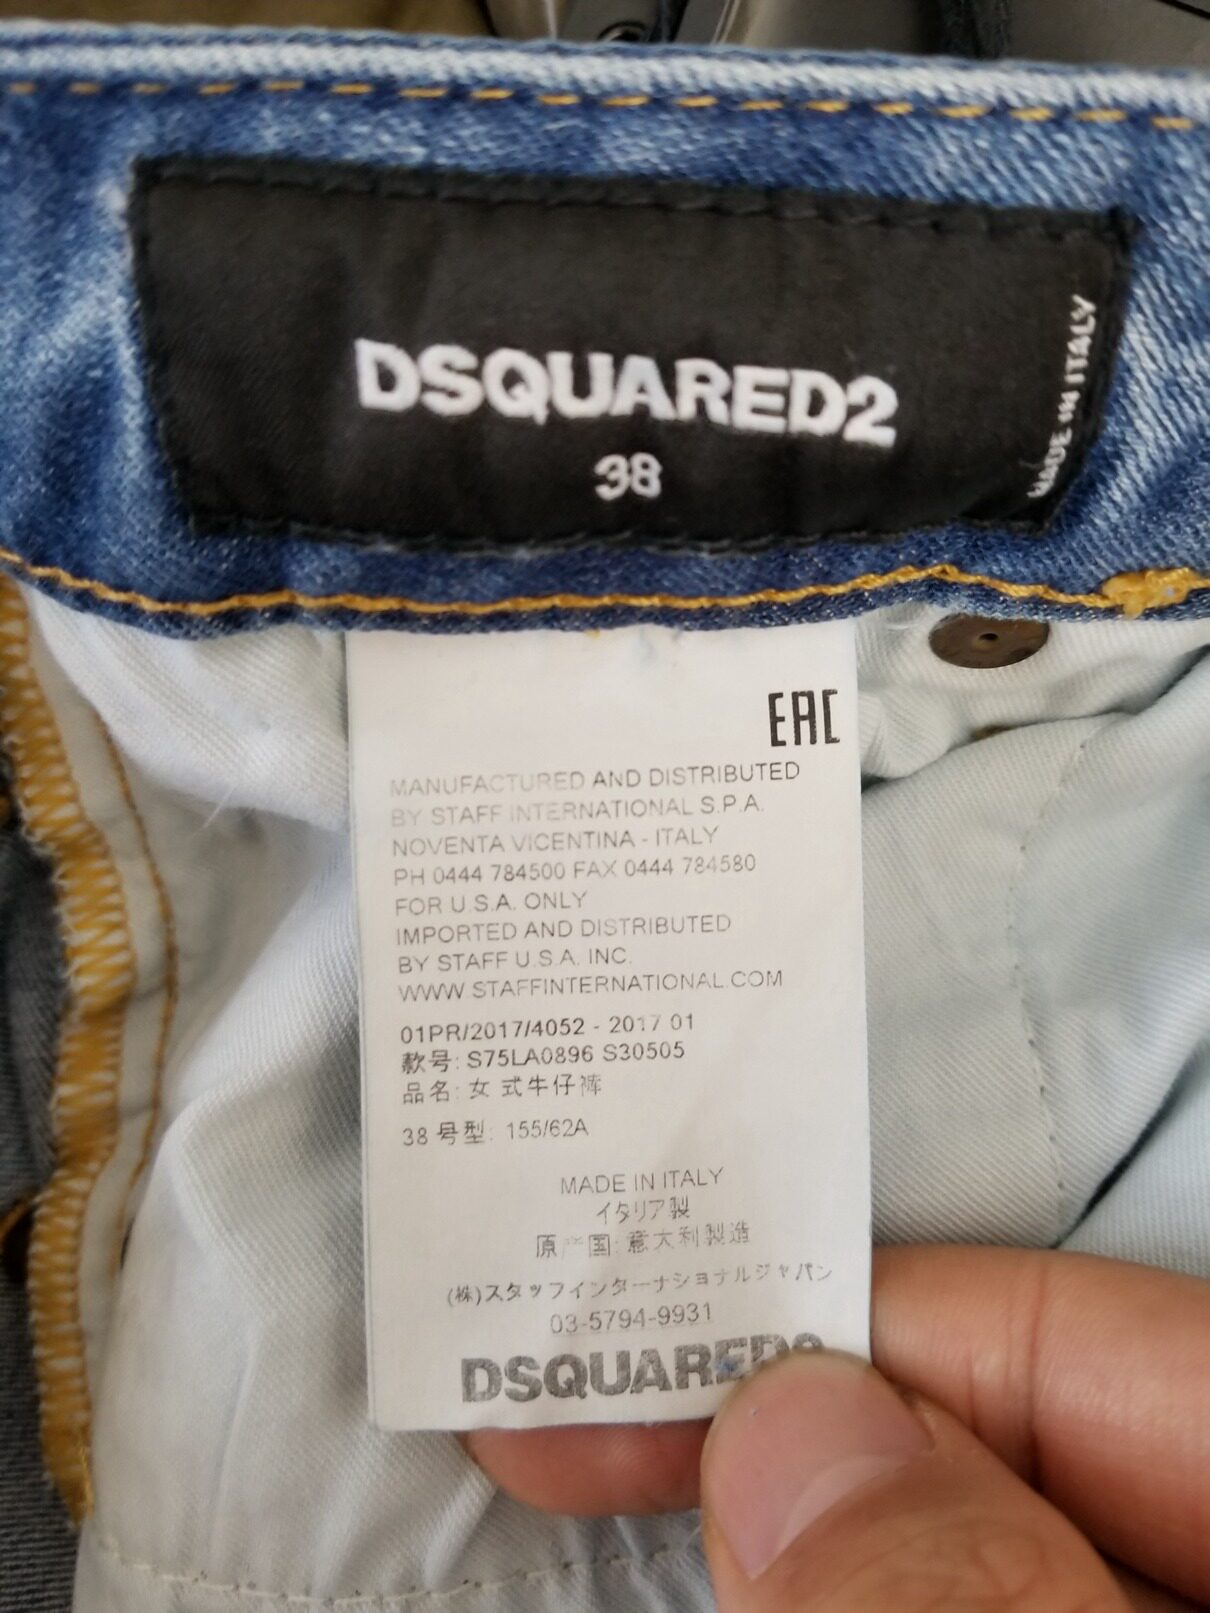 DSQUARED2
38
MADE IN ITALY
EAC
MANUFACTURED AND DISTRIBUTED
BY STAFF INTERNATIONAL S.P.A.
NOVENTA VICENTINA - ITALY
PH 0444 784500 FAX 0444 784580
FOR U.S.A. ONLY
IMPORTED AND DISTRIBUTED
BY STAFF U.S.A. INC.
WWW.STAFFINTERNATIONAL.COM
01PR/2017/4052 - 2017 01
款号: S75LA0896 S30505
品名: 女式牛仔裤
38 号型: 155/62A
MADE IN ITALY
イタリア製
原产国:意大利製造
(株)スタッフインターナショナルジャパン
03-5794-9931
DSQUARED2